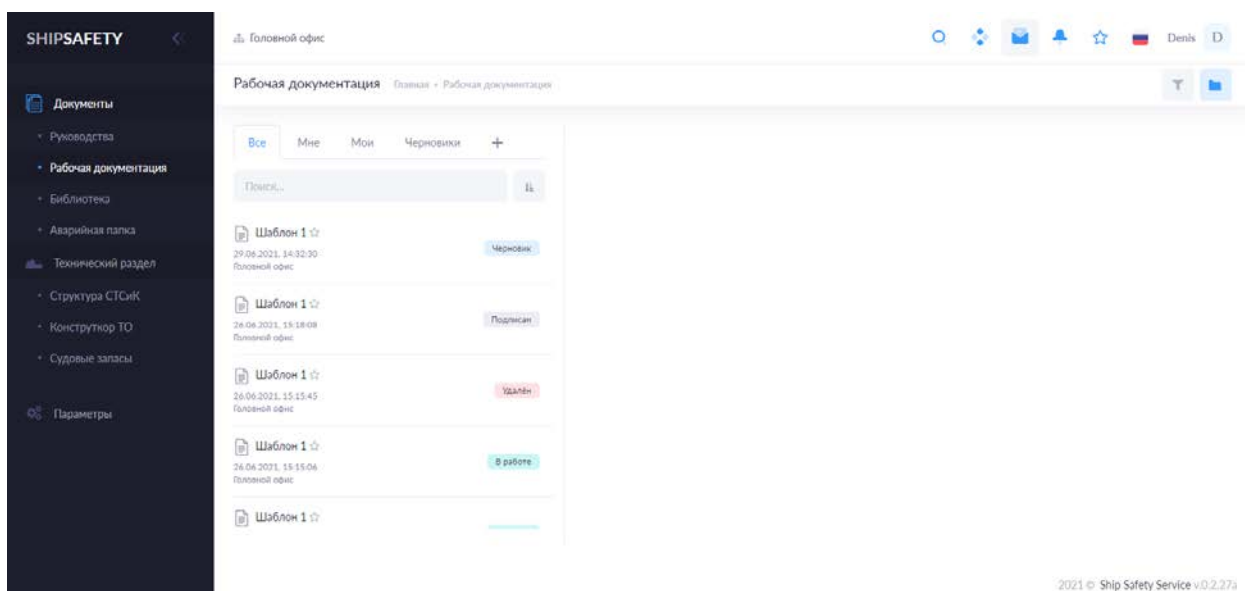 SHIPSAFETY
Головной офис
Denis D
Рабочая документация Главная • Рабочая документация
Документы
Руководства
Рабочая документация
Библиотека
Аварийная папка
Технический раздел
Структура СТСиК
Конструткор ТО
Судовые запасы
Параметры
Все Мне Мои Черновики +
Поиск...
Шаблон 1
Черновик
29.06.2021, 14:32:30
Головной офис
Шаблон 1
Подписан
26.06.2021, 15:18:08
Головной офис
Шаблон 1
Удалён
26.06.2021, 15:15:45
Головной офис
Шаблон 1
В работе
26.06.2021, 15:15:06
Головной офис
Шаблон 1
2021 © Ship Safety Service v.0.2.27a